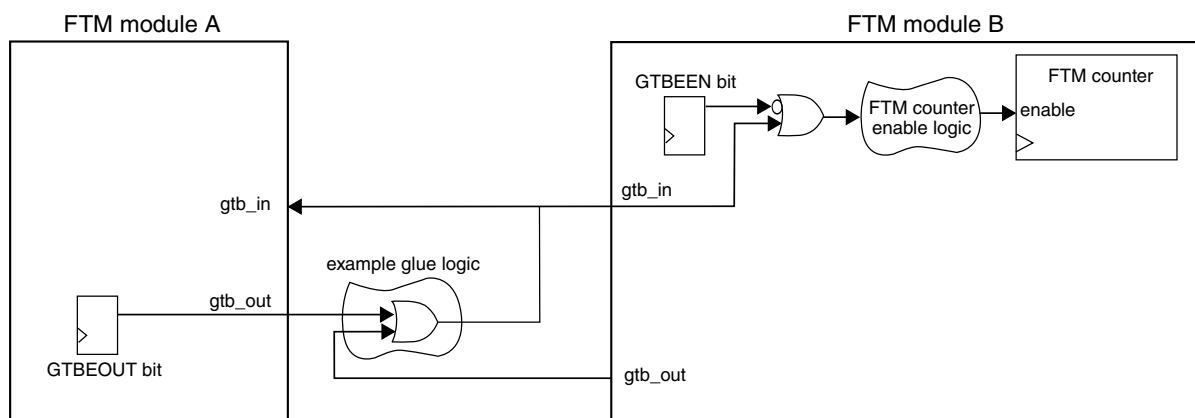 FTM module A
FTM module B
GTBEEN bit
FTM counter
enable logic
FTM counter
enable
gtb_in
gtb_in
example glue logic
gtb_out
GTBEOUT bit
gtb_out